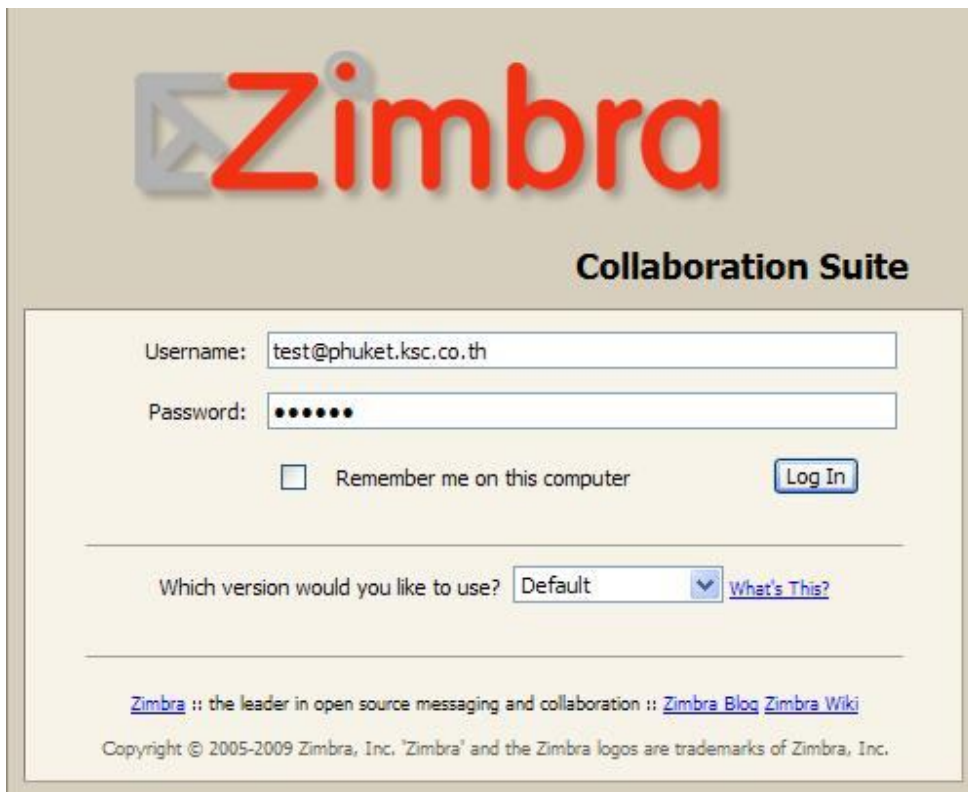 Zimbra
Collaboration Suite
Username: test@phuket.ksc.co.th
Password: ••••••
Remember me on this computer Log In
Which version would you like to use? Default What's This?
Zimbra :: the leader in open source messaging and collaboration :: Zimbra Blog Zimbra Wiki
Copyright © 2005-2009 Zimbra, Inc. 'Zimbra' and the Zimbra logos are trademarks of Zimbra, Inc.